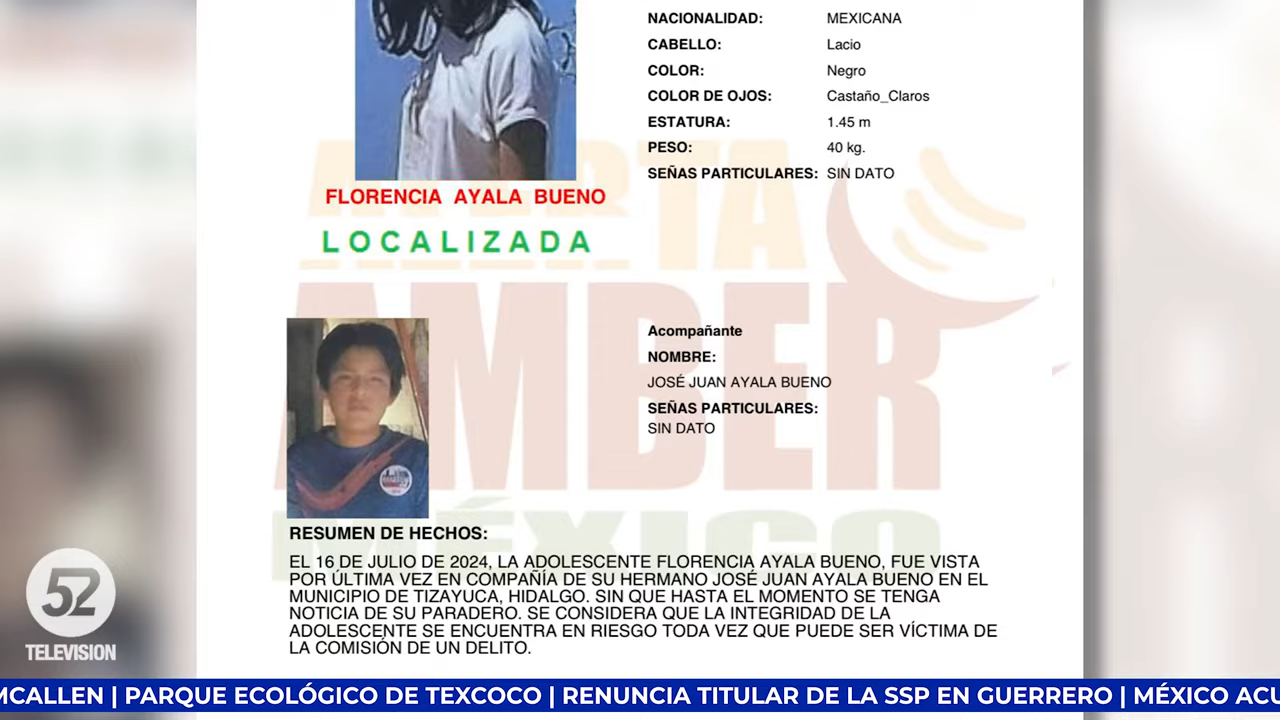 NACIONALIDAD: MEXICANA
CABELLO: Lacio
COLOR: Negro
COLOR DE OJOS: Castaño_Claros
ESTATURA: 1.45 m
PESO: 40 kg.
SEÑAS PARTICULARES: SIN DATO
FLORENCIA AYALA BUENO
LOCALIZADA
ALERTA
AMBER
MÉXICO
Acompañante
NOMBRE:
JOSÉ JUAN AYALA BUENO
SEÑAS PARTICULARES:
SIN DATO
RESUMEN DE HECHOS:
EL 16 DE JULIO DE 2024, LA ADOLESCENTE FLORENCIA AYALA BUENO, FUE VISTA
POR ÚLTIMA VEZ EN COMPAÑÍA DE SU HERMANO JOSÉ JUAN AYALA BUENO EN EL
MUNICIPIO DE TIZAYUCA, HIDALGO. SIN QUE HASTA EL MOMENTO SE TENGA
NOTICIA DE SU PARADERO. SE CONSIDERA QUE LA INTEGRIDAD DE LA
ADOLESCENTE SE ENCUENTRA EN RIESGO TODA VEZ QUE PUEDE SER VÍCTIMA DE
LA COMISIÓN DE UN DELITO.
52
TELEVISION
MCALLEN | PARQUE ECOLÓGICO DE TEXCOCO | RENUNCIA TITULAR DE LA SSP EN GUERRERO | MÉXICO ACU